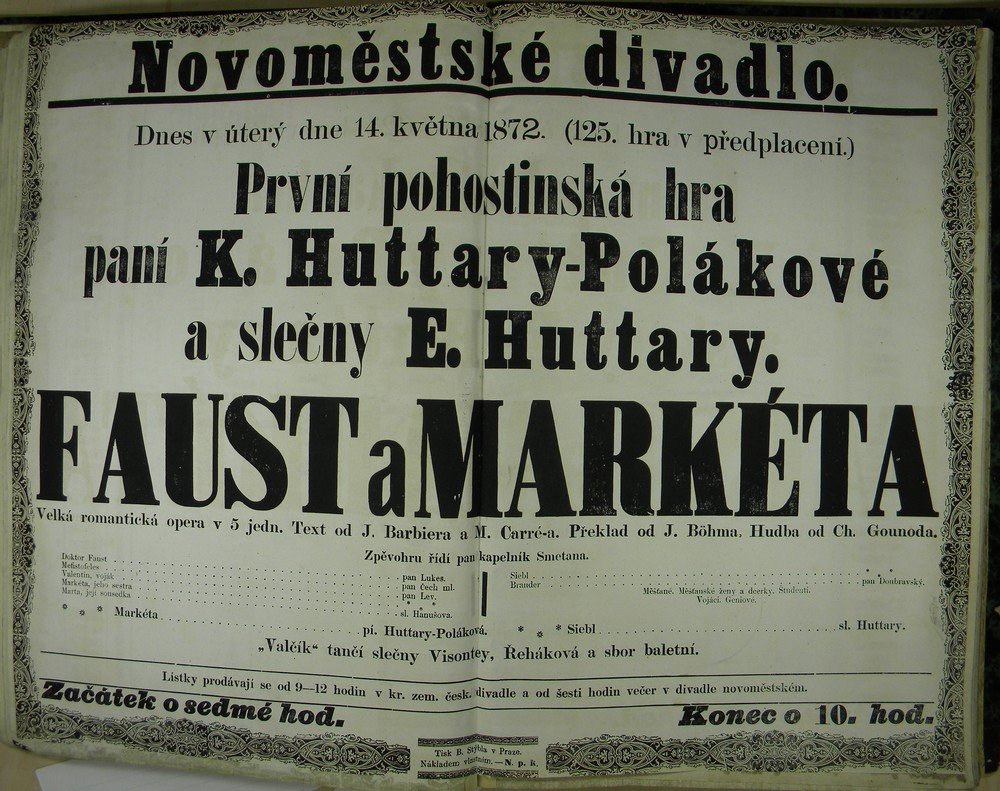 Novoměstské divadlo.
Dnes v úterý dne 14. května 1872. (125. hra v předplacení.)
První pohostinská hra
paní K. Huttary-Polákové
a slečny E. Huttary.
FAUST a MARKÉTA
Velká romantická opera v 5 jedn. Text od J. Barbiera a M. Carré-a. Překlad od J. Böhma. Hudba od Ch. Gounoda.
Zpěvohru řídí pan kapelník Smetana.
Doktor Faust . . . pan Lukes.
Mefistofeles . . . pan Čech ml.
Valentin, voják . . . pan Lev.
Markéta, jeho sestra . . . * * *
Marta, její sousedka . . . sl. Hanušova.
Siebl . . . * * *
Brander . . . pan Doubravský.
Měšťané. Měšťanské ženy a dcerky. Studenti.
Vojáci. Geniové.
* * * Markéta . . . pí. Huttary-Poláková.
* * * Siebl . . . sl. Huttary.
„Valčík“ tančí slečny Visontey, Řeháková a sbor baletní.
Lístky prodávají se od 9—12 hodin v kr. zem. česk. divadle a od šesti hodin večer v divadle novoměstském.
Začátek o sedmé hod.
Konec o 10. hod.
Tisk B. Stýbla v Praze.
Nákladem vlastním. — N. p. k.